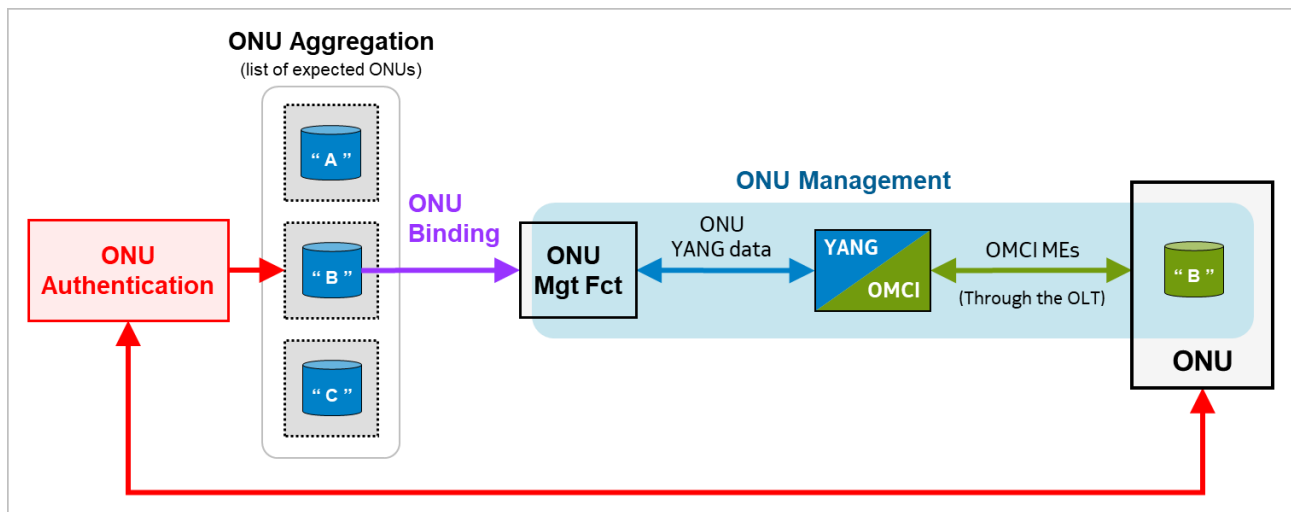 ONU Aggregation
(list of expected ONUs)
“ A ”
ONU Management
ONU
Binding
ONU
Authentication
“ B ”
ONU
Mgt Fct
ONU
YANG data
YANG
OMCI
OMCI MEs
(Through the OLT)
“ B ”
ONU
“ C ”